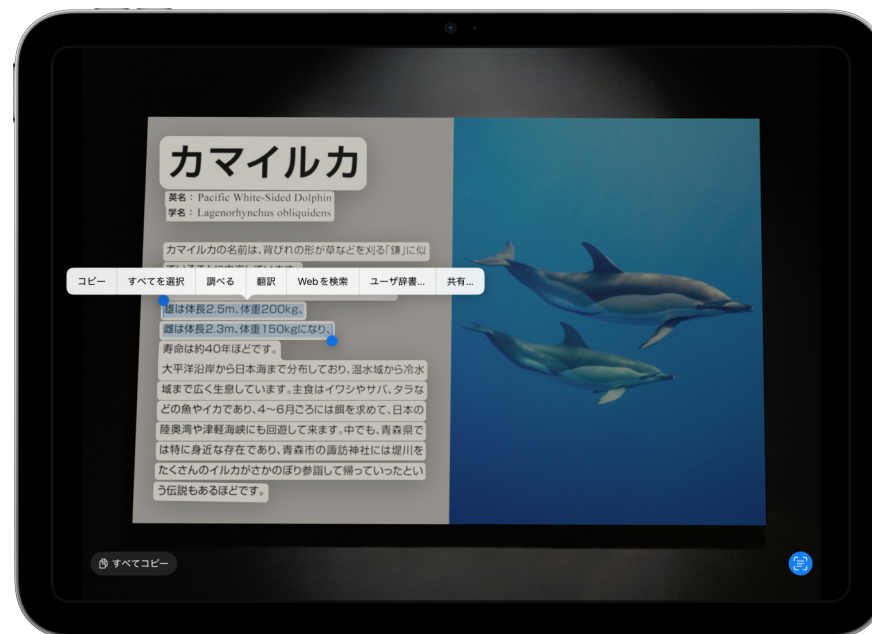 カマイルカ
英名：Pacific White-Sided Dolphin
学名：Lagenorhynchus obliquidens
カマイルカの名前は、背びれの形が草などを刈る「鎌」に似
コピー すべてを選択 調べる 翻訳 Webを検索 ユーザ辞書... 共有...
雄は体長2.5m、体重200kg、
雌は体長2.3m、体重150kgになり、
寿命は約40年ほどです。
太平洋沿岸から日本海まで分布しており、温水域から冷水
域まで広く生息しています。主食はイワシやサバ、タラな
どの魚やイカであり、4〜6月ごろには餌を求めて、日本の
陸奥湾や津軽海峡にも回遊して来ます。中でも、青森県で
は特に身近な存在であり、青森市の諏訪神社には堤川を
たくさんのイルカがさかのぼり参詣して帰っていったとい
う伝説もあるほどです。
すべてコピー